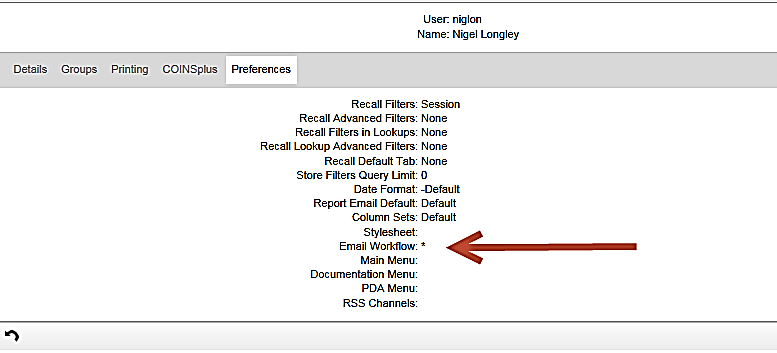 User: niglon
Name: Nigel Longley
Details Groups Printing COINSplus Preferences
Recall Filters: Session
Recall Advanced Filters: None
Recall Filters in Lookups: None
Recall Lookup Advanced Filters: None
Recall Default Tab: None
Store Filters Query Limit: 0
Date Format: -Default
Report Email Default: Default
Column Sets: Default
Stylesheet:
Email Workflow: *
Main Menu:
Documentation Menu:
PDA Menu:
RSS Channels: